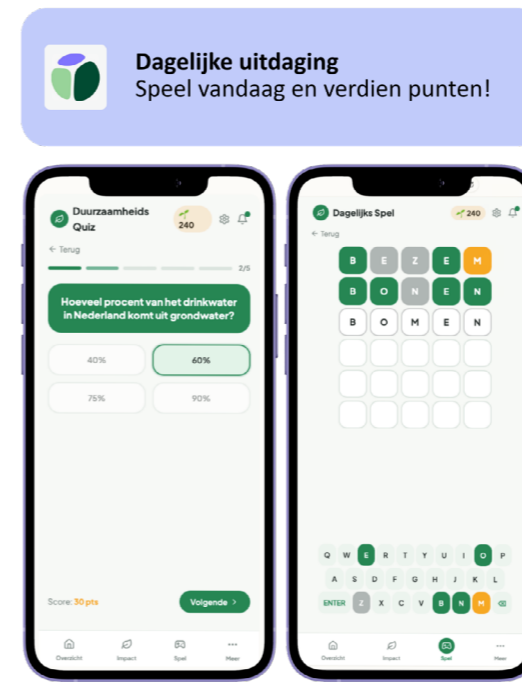 Dagelijke uitdaging
Speel vandaag en verdien punten!
Duurzaamheids
Quiz
240
← Terug
2/5
Hoeveel procent van het drinkwater
in Nederland komt uit grondwater?
40% 60%
75% 90%
Score: 30 pts
Volgende >
Overzicht Impact Spel Meer
Dagelijks Spel
240
← Terug
B E Z E M
B O N E N
B O M E N
Q W E R T Y U I O P
A S D F G H J K L
ENTER Z X C V B N M
Overzicht Impact Spel Meer